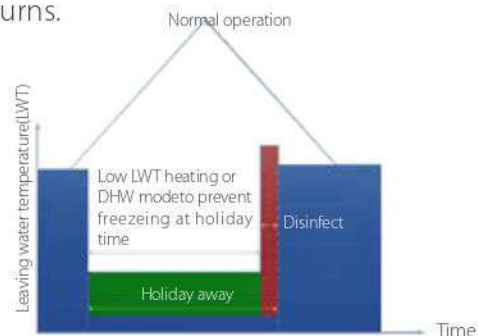 urns.
Normal operation
Leaving water temperature(LWT)
Low LWT heating or
DHW modeto prevent
freezeing at holiday
time
Disinfect
Holiday away
Time